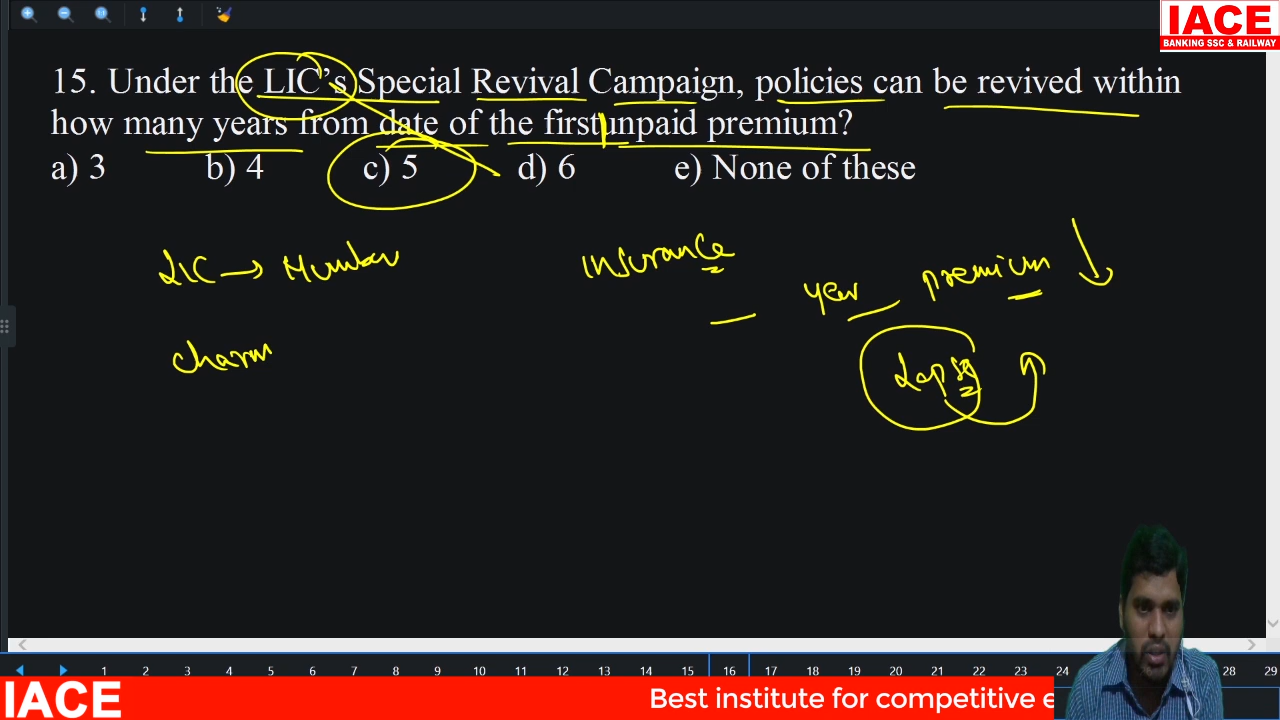 IACE
BANKING SSC & RAILWAY
15. Under the LIC's Special Revival Campaign, policies can be revived within
how many years from date of the first unpaid premium?
a) 3 b) 4 c) 5 d) 6 e) None of these
LIC → Mumbai
Insurance
year premium ↓
charm
Lapse
1 2 3 4 5 6 7 8 9 10 11 12 13 14 15 16 17 18 19 20 21 22 23 24 28 29
IACE
Best institute for competitive e